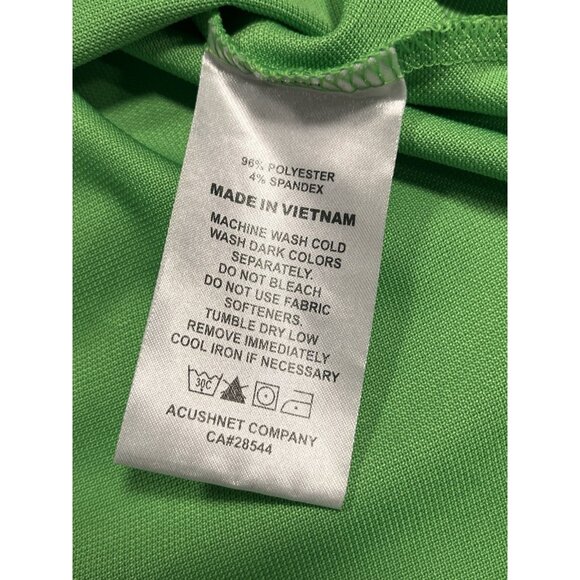 96% POLYESTER
4% SPANDEX
MADE IN VIETNAM
MACHINE WASH COLD
WASH DARK COLORS
SEPARATELY.
DO NOT BLEACH
DO NOT USE FABRIC
SOFTENERS.
TUMBLE DRY LOW
REMOVE IMMEDIATELY
COOL IRON IF NECESSARY
30C
ACUSHNET COMPANY
CA#28544